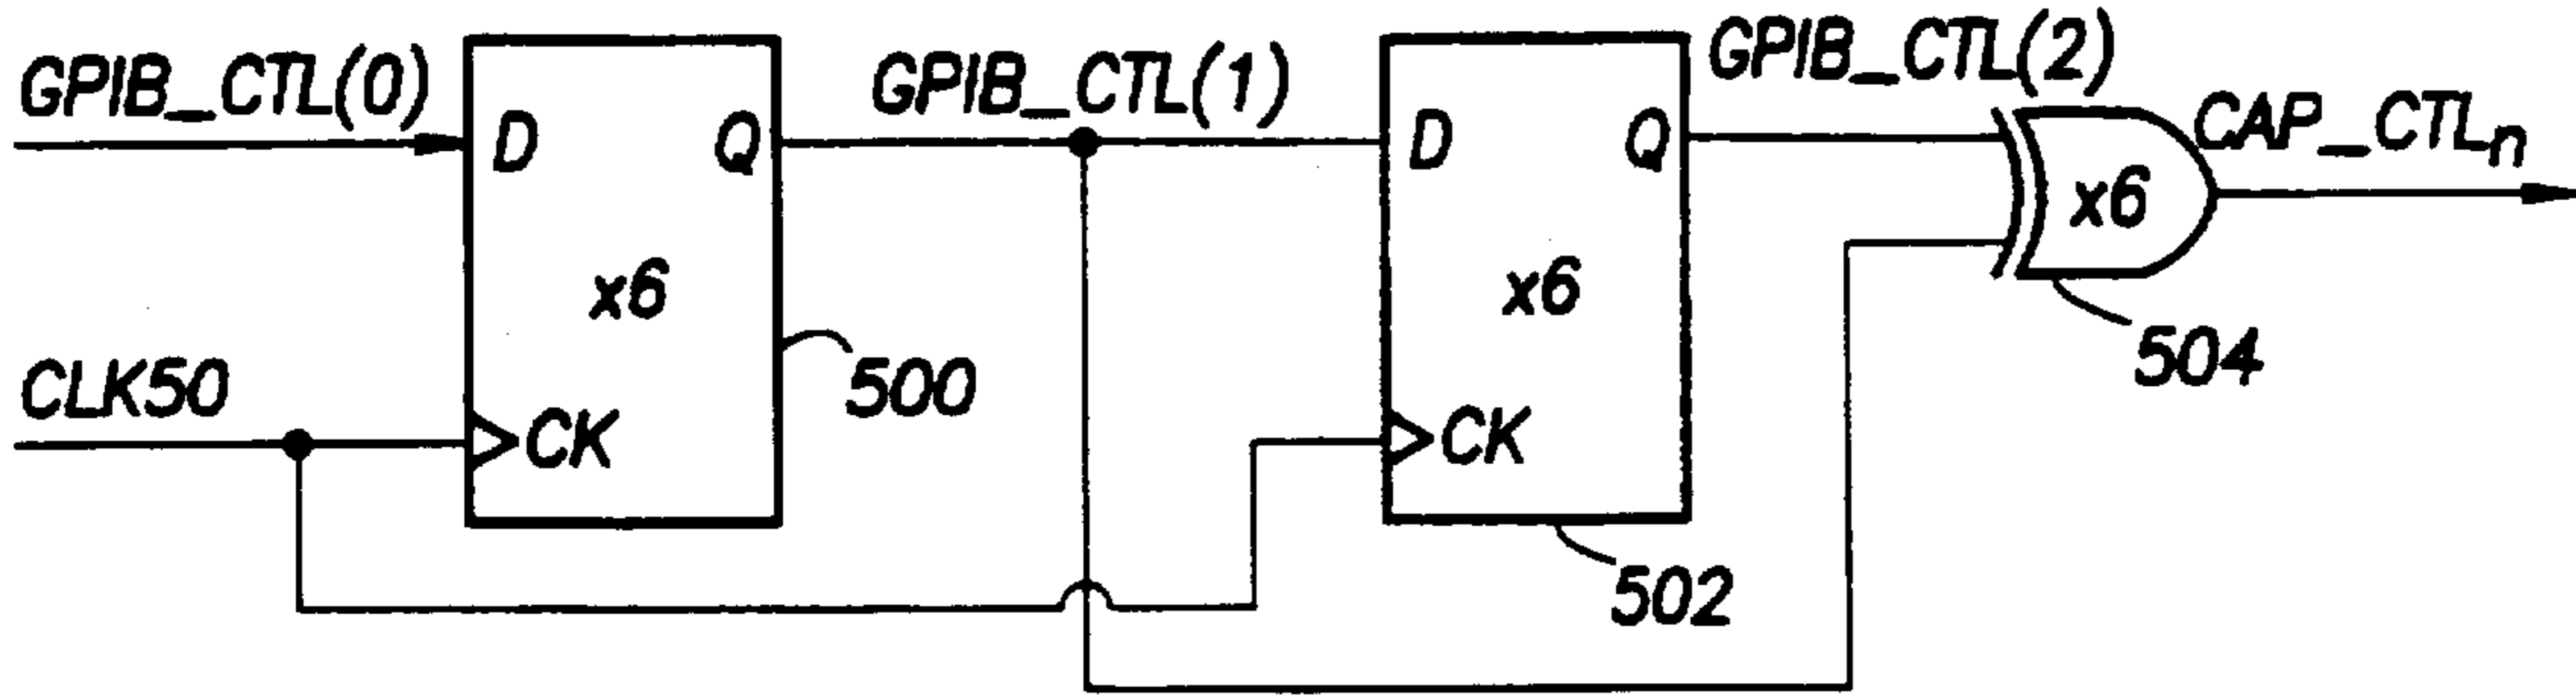 GPIB_CTL(0)
GPIB_CTL(1)
GPIB_CTL(2)
CAP_CTLn
D
Q
D
Q
x6
x6
x6
CLK50
CK
500
CK
504
502